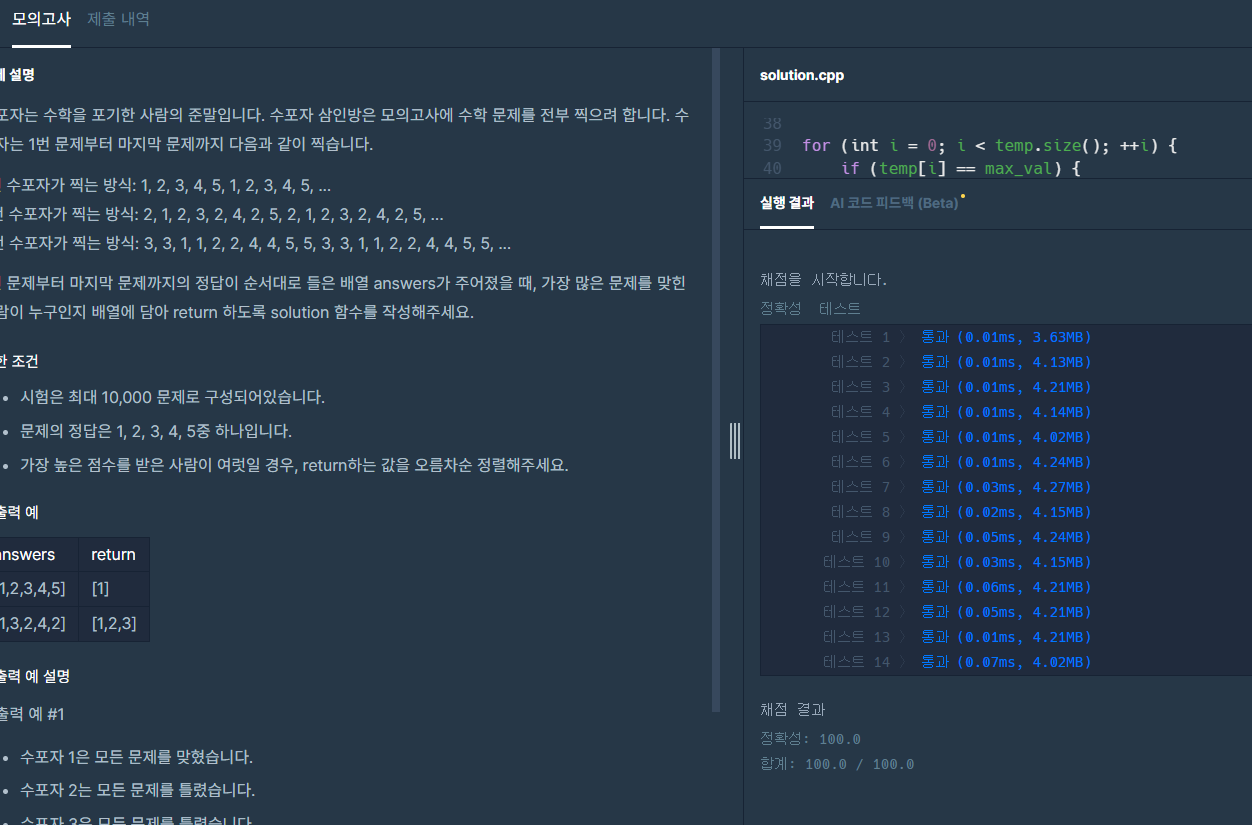 모의고사 제출 내역
설명
포자는 수학을 포기한 사람의 준말입니다. 수포자 삼인방은 모의고사에 수학 문제를 전부 찍으려 합니다. 수
자는 1번 문제부터 마지막 문제까지 다음과 같이 찍습니다.
수포자가 찍는 방식: 1, 2, 3, 4, 5, 1, 2, 3, 4, 5, ...
수포자가 찍는 방식: 2, 1, 2, 3, 2, 4, 2, 5, 2, 1, 2, 3, 2, 4, 2, 5, ...
수포자가 찍는 방식: 3, 3, 1, 1, 2, 2, 4, 4, 5, 5, 3, 3, 1, 1, 2, 2, 4, 4, 5, 5, ...
문제부터 마지막 문제까지의 정답이 순서대로 들은 배열 answers가 주어졌을 때, 가장 많은 문제를 맞힌
람이 누구인지 배열에 담아 return 하도록 solution 함수를 작성해주세요.
한 조건
시험은 최대 10,000 문제로 구성되어있습니다.
문제의 정답은 1, 2, 3, 4, 5중 하나입니다.
가장 높은 점수를 받은 사람이 여럿일 경우, return하는 값을 오름차순 정렬해주세요.
출력 예
answers return
1,2,3,4,5] [1]
1,3,2,4,2] [1,2,3]
출력 예 설명
출력 예 #1
수포자 1은 모든 문제를 맞혔습니다.
수포자 2는 모든 문제를 틀렸습니다.
수포자 3은 모든 문제를 틀렸습니다.
solution.cpp
38
39 for (int i = 0; i < temp.size(); ++i) {
40 if (temp[i] == max_val) {
실행 결과 AI 코드 피드백 (Beta)
채점을 시작합니다.
정확성 테스트
테스트 1 〉 통과 (0.01ms, 3.63MB)
테스트 2 〉 통과 (0.01ms, 4.13MB)
테스트 3 〉 통과 (0.01ms, 4.21MB)
테스트 4 〉 통과 (0.01ms, 4.14MB)
테스트 5 〉 통과 (0.01ms, 4.02MB)
테스트 6 〉 통과 (0.01ms, 4.24MB)
테스트 7 〉 통과 (0.03ms, 4.27MB)
테스트 8 〉 통과 (0.02ms, 4.15MB)
테스트 9 〉 통과 (0.05ms, 4.24MB)
테스트 10 〉 통과 (0.03ms, 4.15MB)
테스트 11 〉 통과 (0.06ms, 4.21MB)
테스트 12 〉 통과 (0.05ms, 4.21MB)
테스트 13 〉 통과 (0.01ms, 4.21MB)
테스트 14 〉 통과 (0.07ms, 4.02MB)
채점 결과
정확성: 100.0
합계: 100.0 / 100.0